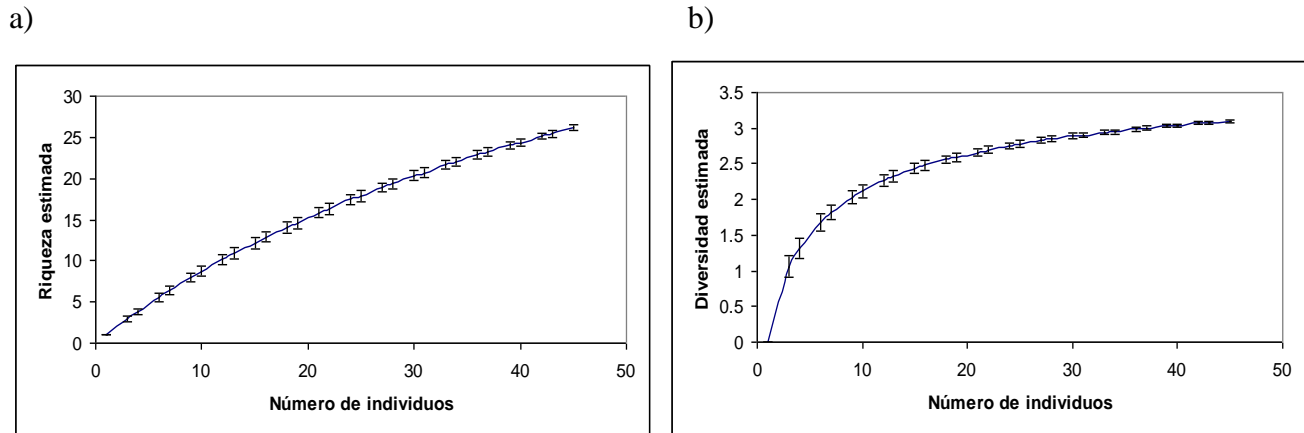 a)
b)
30
25
20
15
10
5
0
Riqueza estimada
0 10 20 30 40 50
Número de individuos
3.5
3
2.5
2
1.5
1
0.5
0
Diversidad estimada
0 10 20 30 40 50
Número de individuos